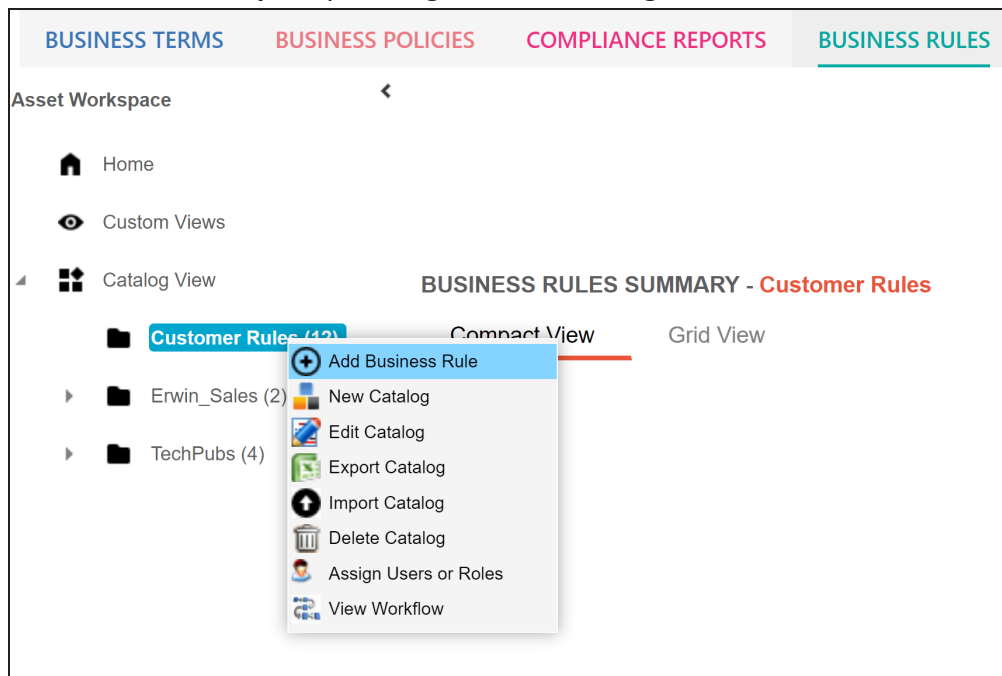 BUSINESS TERMS BUSINESS POLICIES COMPLIANCE REPORTS BUSINESS RULES
Asset Workspace
Home
Custom Views
Catalog View
BUSINESS RULES SUMMARY - Customer Rules
Customer Rules (12)
Compact View Grid View
Add Business Rule
Erwin_Sales (2)
New Catalog
Edit Catalog
TechPubs (4)
Export Catalog
Import Catalog
Delete Catalog
Assign Users or Roles
View Workflow